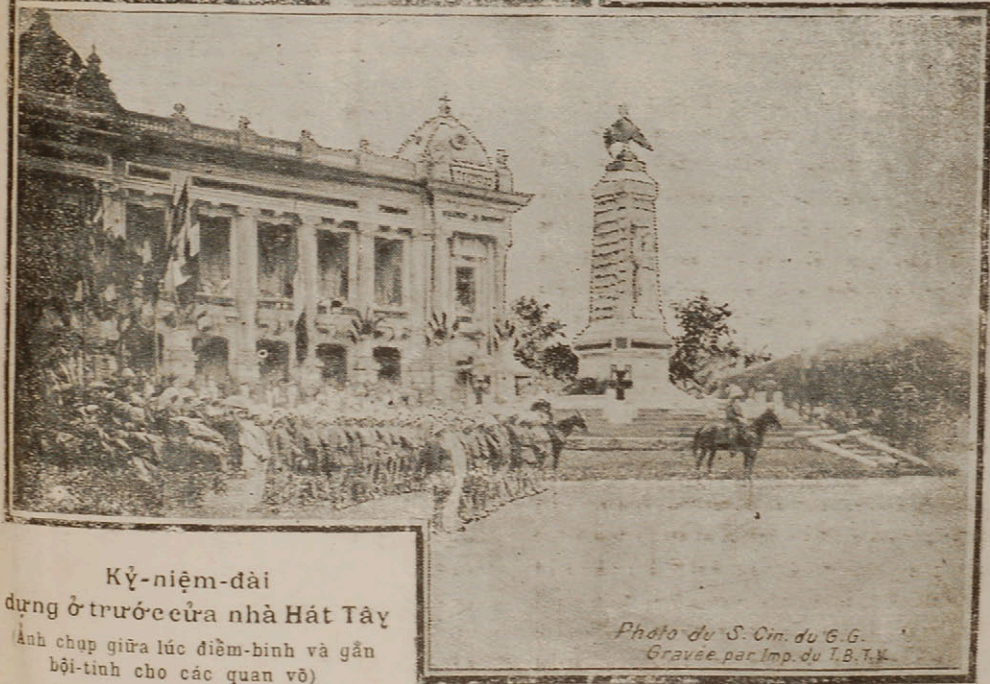 Kỷ-niệm-đài
dựng ở trước cửa nhà Hát Tây
(Ảnh chụp giữa lúc điểm-binh và gắn
bội-tinh cho các quan võ)
Photo du S. Cin. du G.G.
Gravée par Imp. du T.B.T.V.